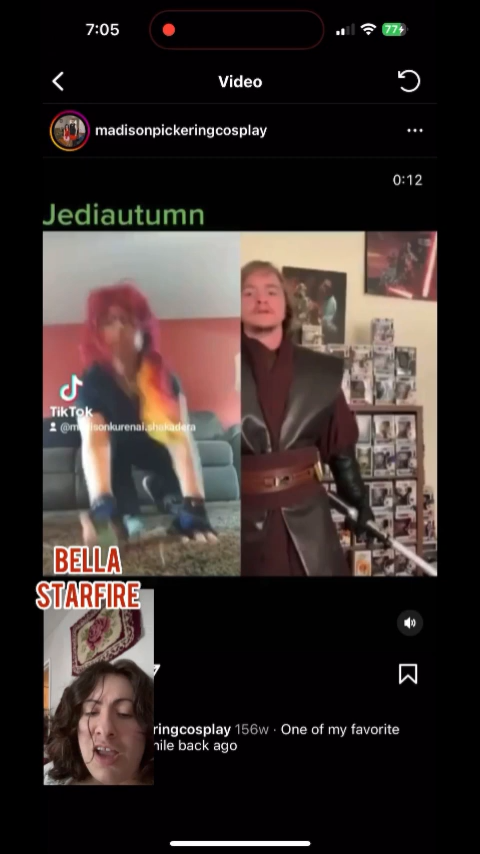 7:05
77
Video
madisonpickeringcosplay
0:12
Jediautumn
TikTok
BELLA
STARFIRE
ringcosplay 156w · One of my favorite
hile back ago